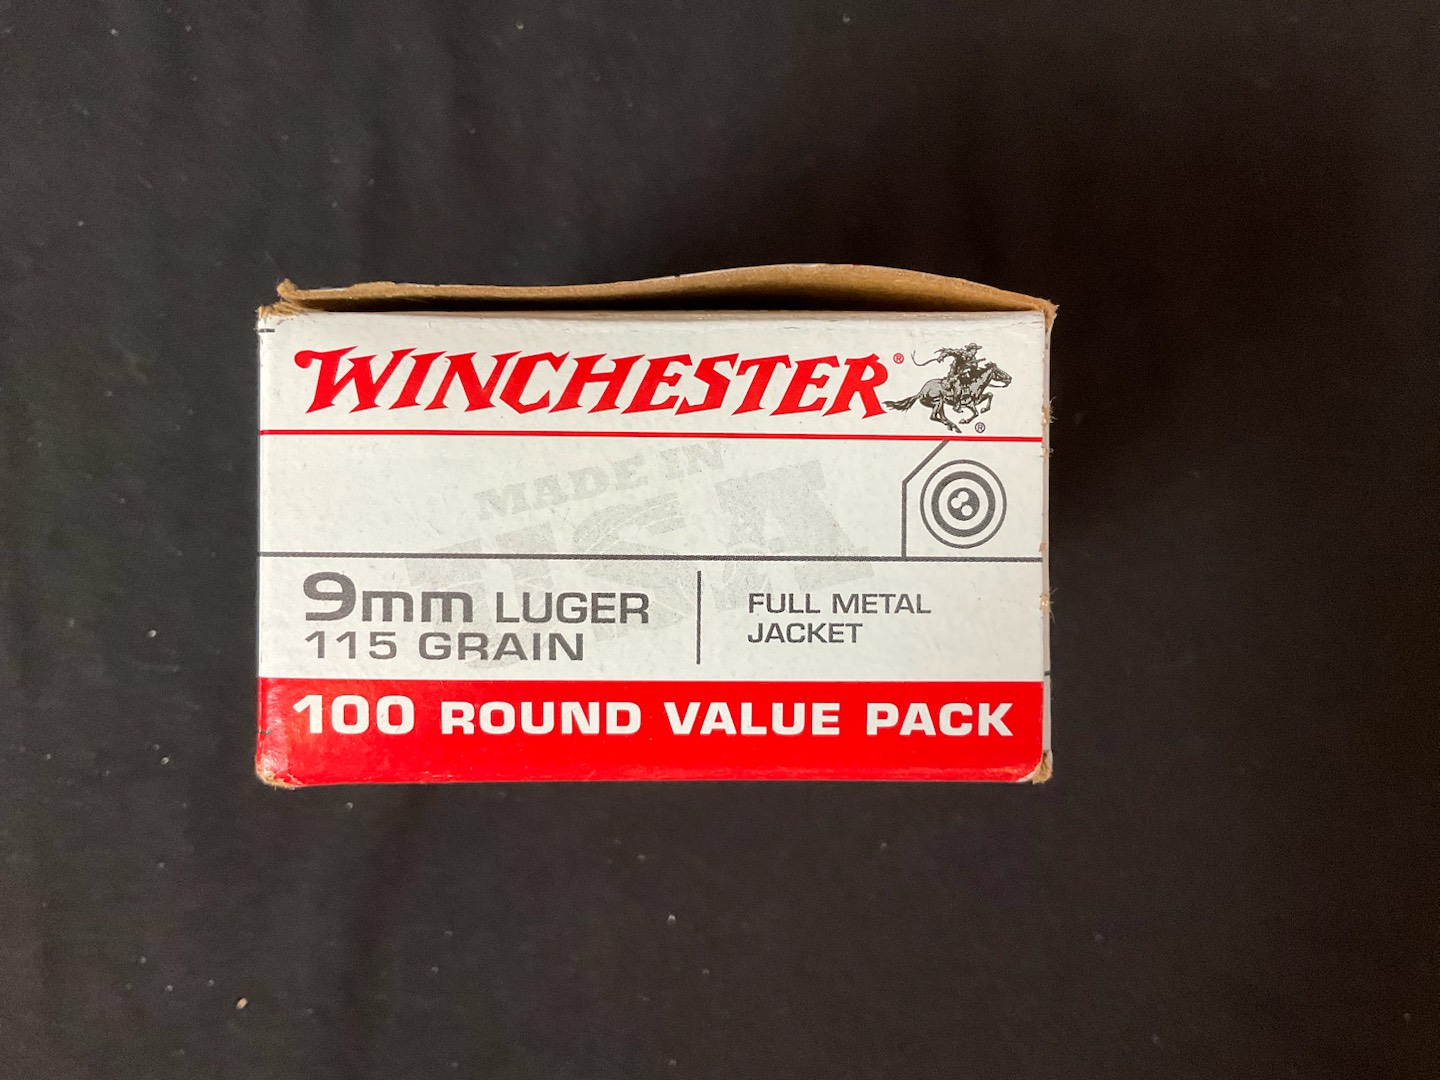 WINCHESTER®
®
MADE IN
USA
9mm LUGER
115 GRAIN
FULL METAL
JACKET
100 ROUND VALUE PACK